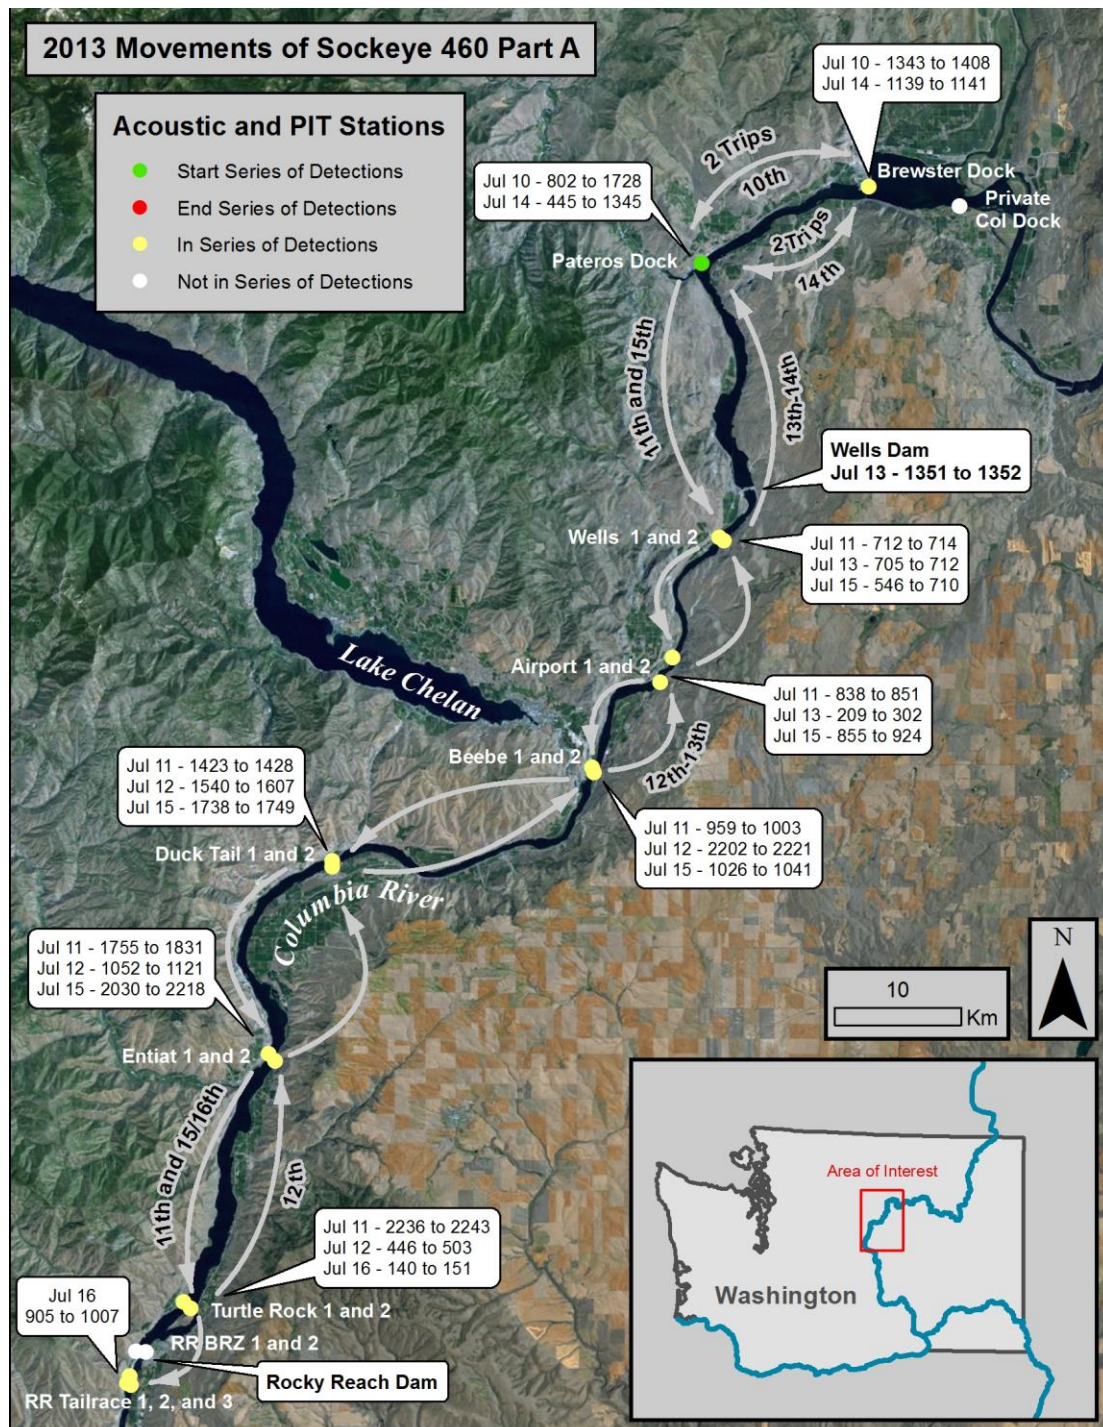 2013 Movements of Sockeye 460 Part A
Acoustic and PIT Stations
Start Series of Detections
End Series of Detections
In Series of Detections
Not in Series of Detections
Jul 10 - 1343 to 1408
Jul 14 - 1139 to 1141
2 Trips
10th
Brewster Dock
Private
Col Dock
Jul 10 - 802 to 1728
Jul 14 - 445 to 1345
2 Trips
14th
Pateros Dock
11th and 15th
13th-14th
Wells Dam
Jul 13 - 1351 to 1352
Wells 1 and 2
Jul 11 - 712 to 714
Jul 13 - 705 to 712
Jul 15 - 546 to 710
Lake Chelan
Airport 1 and 2
Jul 11 - 838 to 851
Jul 13 - 209 to 302
Jul 15 - 855 to 924
Beebe 1 and 2
12th-13th
Jul 11 - 959 to 1003
Jul 12 - 2202 to 2221
Jul 15 - 1026 to 1041
Jul 11 - 1423 to 1428
Jul 12 - 1540 to 1607
Jul 15 - 1738 to 1749
Duck Tail 1 and 2
Columbia River
Jul 11 - 1755 to 1831
Jul 12 - 1052 to 1121
Jul 15 - 2030 to 2218
Entiat 1 and 2
11th and 15/16th
12th
Jul 11 - 2236 to 2243
Jul 12 - 446 to 503
Jul 16 - 140 to 151
Jul 16
905 to 1007
Turtle Rock 1 and 2
RR BRZ 1 and 2
Rocky Reach Dam
RR Tailrace 1, 2, and 3
10
Km
N
Area of Interest
Washington